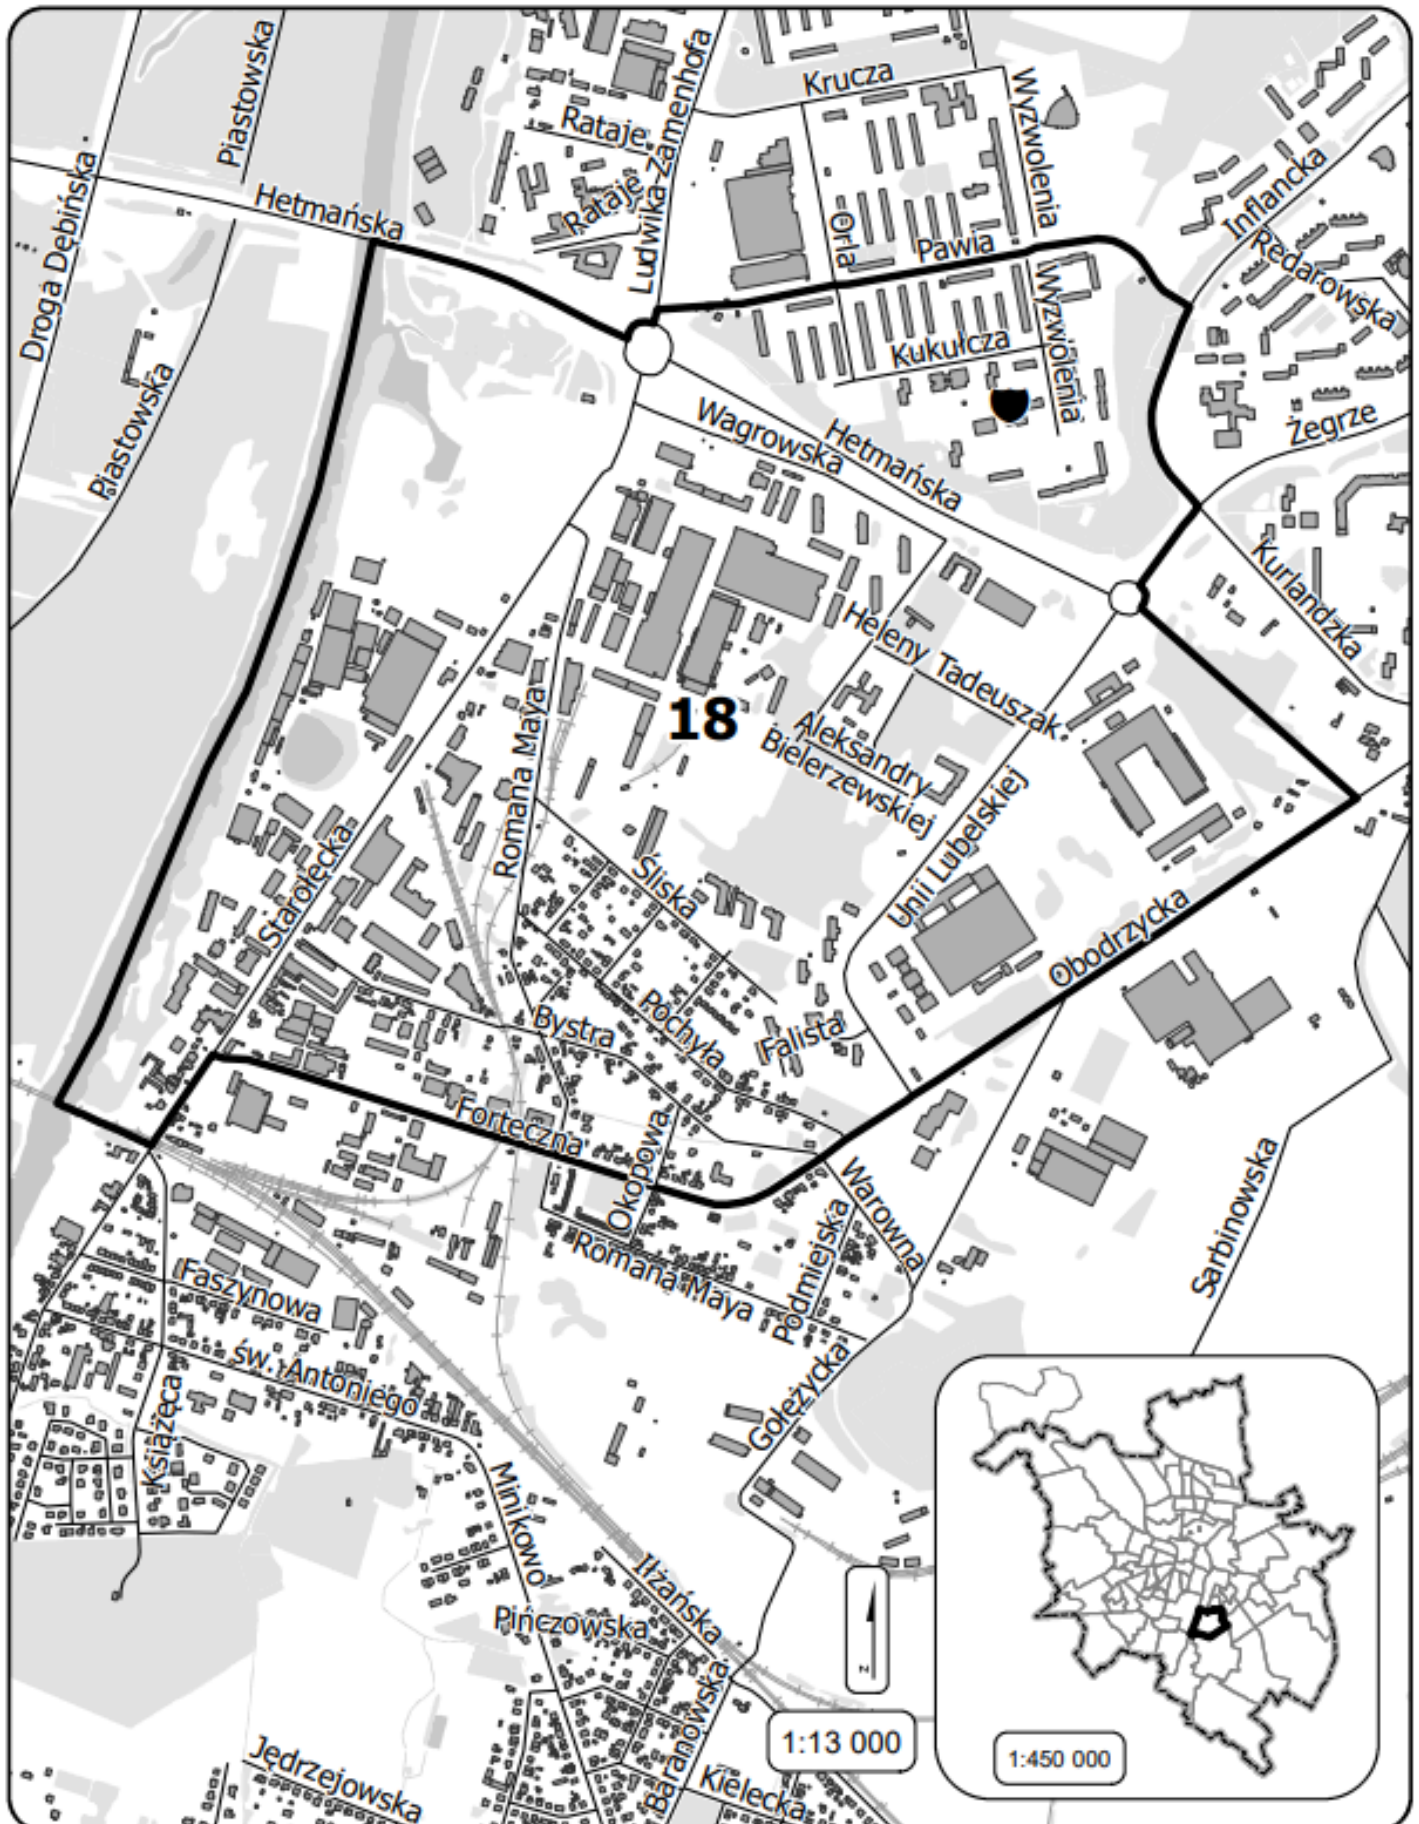 Piastowska
Krucza
Ludwika Zamenhofa
Wyzwolenia
Rataje
Rataje
Inflancka
Droga Dębińska
Hetmańska
Orla
Pawia
Redarowska
Piastowska
Kukułcza
Wyzwolenia
Wagrowska
Hetmańska
Żegrze
Kurlandzka
Heleny Tadeuszak
18
Romana Maya
Aleksandry
Bielerzewskiej
Unii Lubelskiej
Starołęcka
Śliska
Obodrzycka
Bystra
Pochyła
Falista
Forteczna
Okopowa
Warowna
Podmiejska
Sarbinowska
Romana Maya
Faszynowa
św. Antoniego
Książęca
Gołężycka
Minikowo
Iłżańska
Pińczowska
Baranowska
N
1:13 000
1:450 000
Jędrzejowska
Kielecka